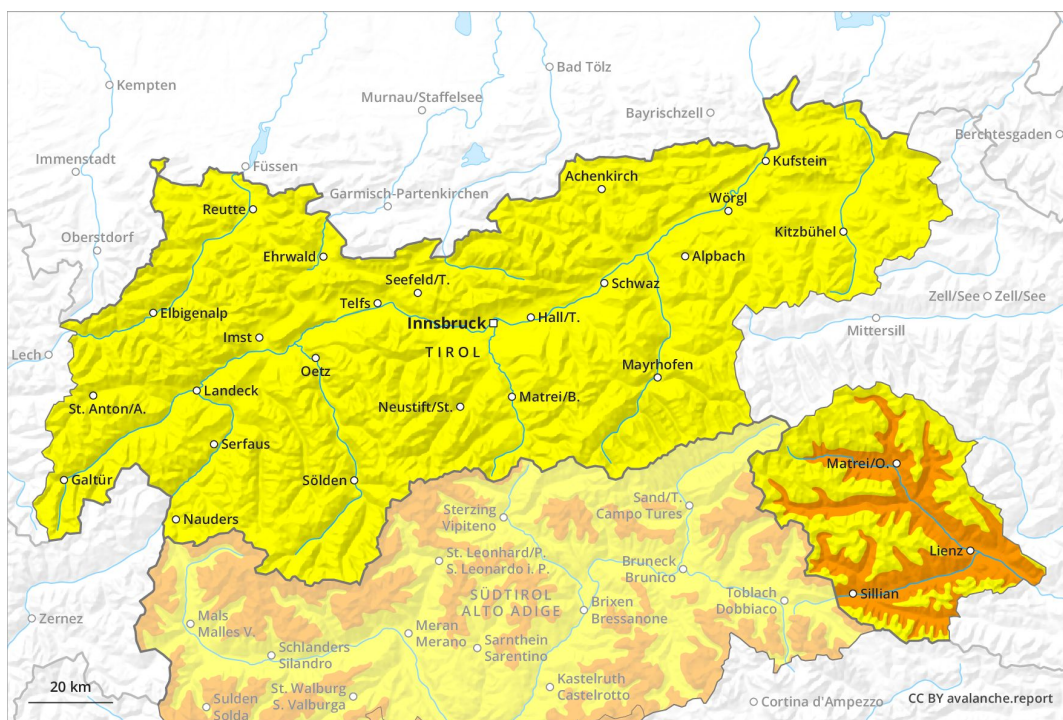 Kempten
Bad Tölz
Murnau/Staffelsee
Bayrischzell
Berchtesgaden
Immenstadt
Füssen
Kufstein
Achenkirch
Garmisch-Partenkirchen
Reutte
Wörgl
Oberstdorf
Kitzbühel
Ehrwald
Alpbach
Seefeld/T.
Schwaz
Telfs
Zell/See
Zell/See
Elbigenalp
Innsbruck
Hall/T.
Mittersill
Imst
Lech
TIROL
Oetz
Mayrhofen
Landeck
St. Anton/A.
Neustift/St.
Matrei/B.
Serfaus
Matrei/O.
Galtür
Sölden
Sand/T.
Campo Tures
Sterzing
Vipiteno
Nauders
St. Leonhard/P.
S. Leonardo i. P.
Lienz
Bruneck
Brunico
SÜDTIROL
ALTO ADIGE
Toblach
Dobbiaco
Sillian
Brixen
Bressanone
Zernez
Mals
Malles V.
Meran
Merano
Sarnthein
Sarentino
Schlanders
Silandro
Kastelruth
Castelrotto
St. Walburg
S. Valburga
Sulden
Solda
Cortina d'Ampezzo
20 km
CC BY avalanche.report